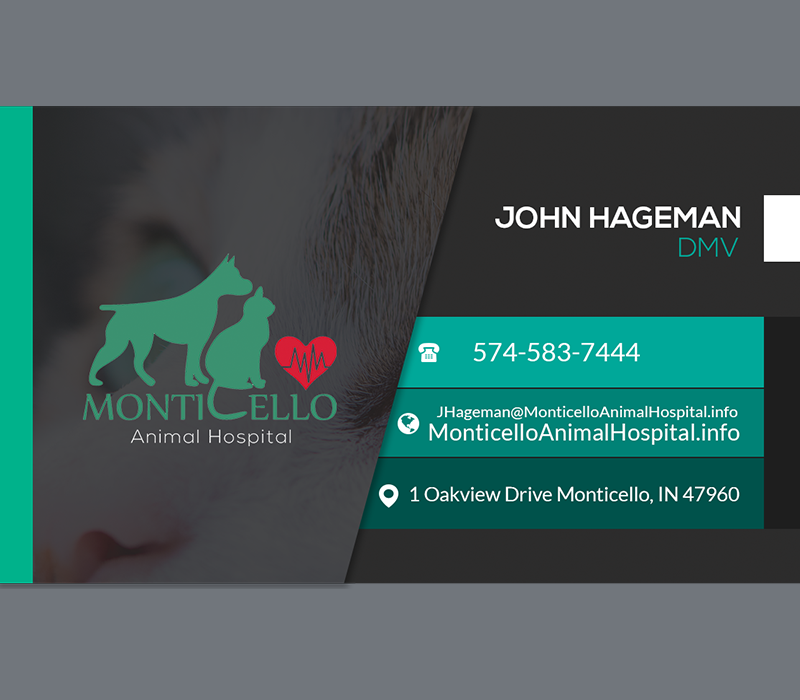 MONTICELLO
Animal Hospital
JOHN HAGEMAN
DMV
574-583-7444
JHageman@MonticelloAnimalHospital.info
MonticelloAnimalHospital.info
1 Oakview Drive Monticello, IN 47960